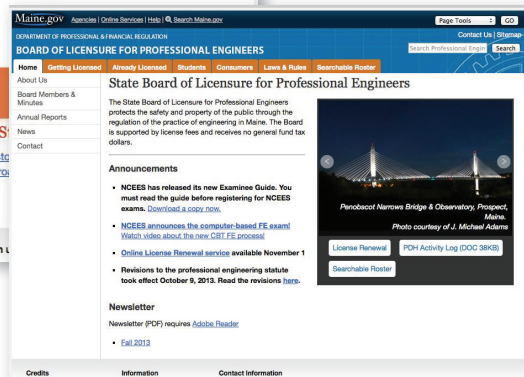 Maine.gov Agencies | Online Services | Help | Search Maine.gov
Page Tools GO
DEPARTMENT OF PROFESSIONAL & FINANCIAL REGULATION
Contact Us | Sitemap
BOARD OF LICENSURE FOR PROFESSIONAL ENGINEERS
Search Professional Engin Search
Home Getting Licensed Already Licensed Students Consumers Laws & Rules Searchable Roster
About Us
Board Members &
Minutes
Annual Reports
News
Contact
State Board of Licensure for Professional Engineers
The State Board of Licensure for Professional Engineers
protects the safety and property of the public through the
regulation of the practice of engineering in Maine. The Board
is supported by license fees and receives no general fund tax
dollars.
Announcements
• NCEES has released its new Examinee Guide. You
must read the guide before registering for NCEES
exams. Download a copy now.
• NCEES announces the computer-based FE exam!
Watch video about the new CBT FE process!
• Online License Renewal service available November 1
• Revisions to the professional engineering statute
took effect October 9, 2013. Read the revisions here.
Newsletter
Newsletter (PDF) requires Adobe Reader
• Fall 2013
Penobscot Narrows Bridge & Observatory, Prospect,
Maine.
Photo courtesy of J. Michael Adams
License Renewal PDH Activity Log (DOC 38KB)
Searchable Roster
Credits Information Contact Information